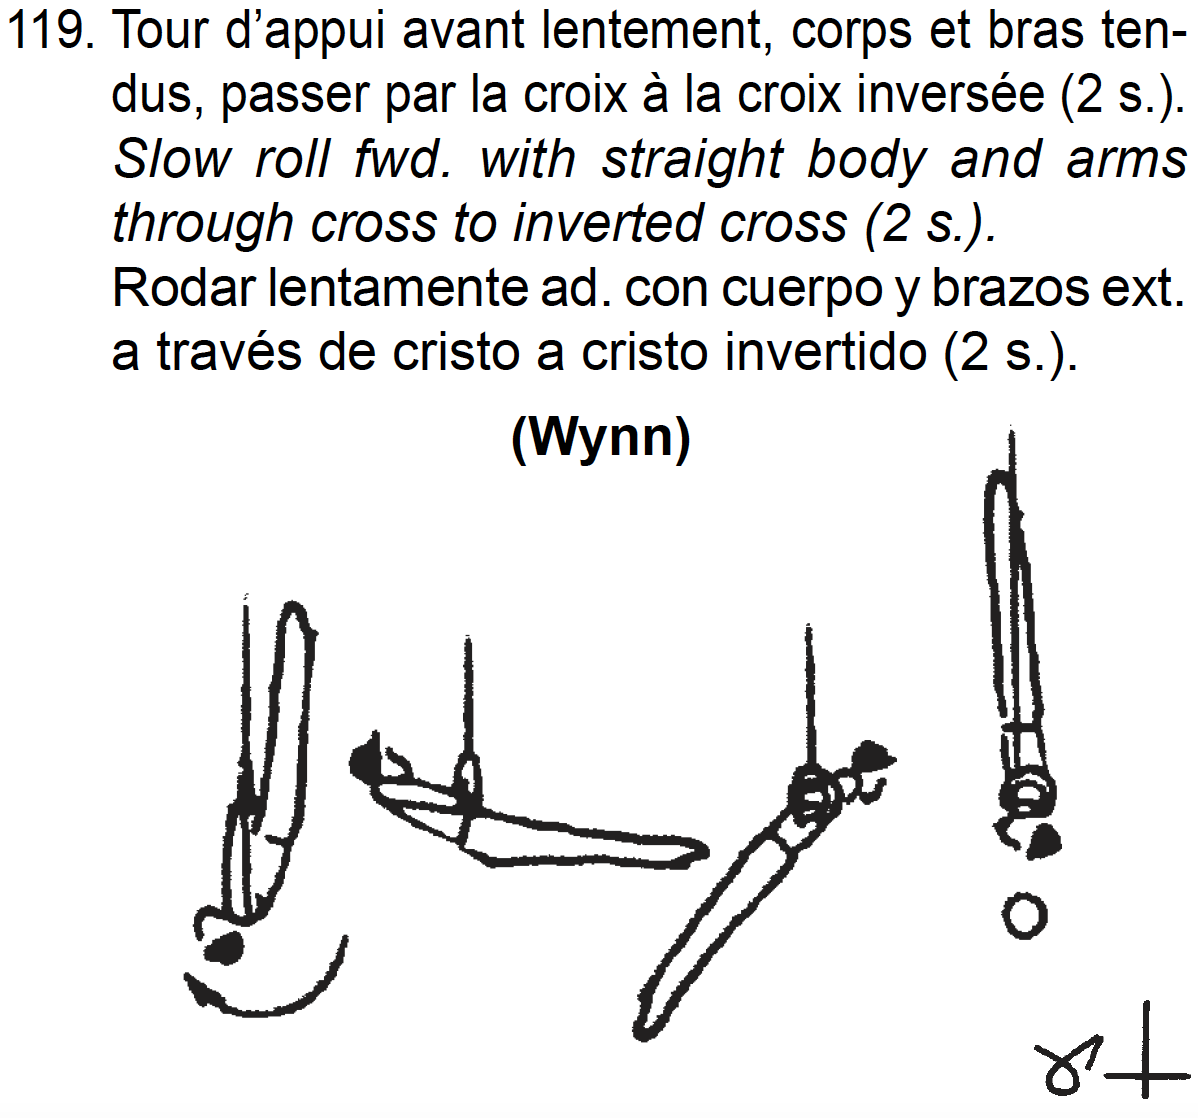 119. Tour d’appui avant lentement, corps et bras ten-
dus, passer par la croix à la croix inversée (2 s.).
Slow roll fwd. with straight body and arms
through cross to inverted cross (2 s.).
Rodar lentamente ad. con cuerpo y brazos ext.
a través de cristo a cristo invertido (2 s.).
(Wynn)